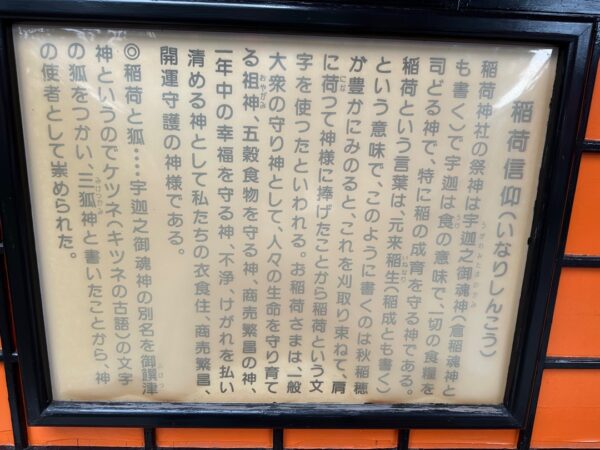 稲荷信仰(いなりしんこう)
稲荷神社の祭神は宇迦之御魂神(倉稲魂神と
も書く)で宇迦は食の意味で、一切の食糧を
司どる神で、特に稲の成育を守る神である。
稲荷という言葉は、元来稲生(稲成とも書く)
という意味で、このように書くのは秋稲穂
が豊かにみのると、これを刈取り束ねて、肩
に荷つて神様に捧げたことから稲荷という文
字を使ったといわれる。お稲荷さまは、一般
大衆の守り神として、人々の生命を守り育て
る祖神、五穀食物を守る神、商売繁昌の神、
一年中の幸福を守る神、不浄、けがれを払い
清める神として私たちの衣食住、商売繁昌、
開運守護の神様である。
◎稲荷と狐‥‥宇迦之御魂神の別名を御饌津
神というのでケツネ(キツネの古語)の文字
の狐をつかい、三狐神と書いたことから、神
の使者として崇められた。